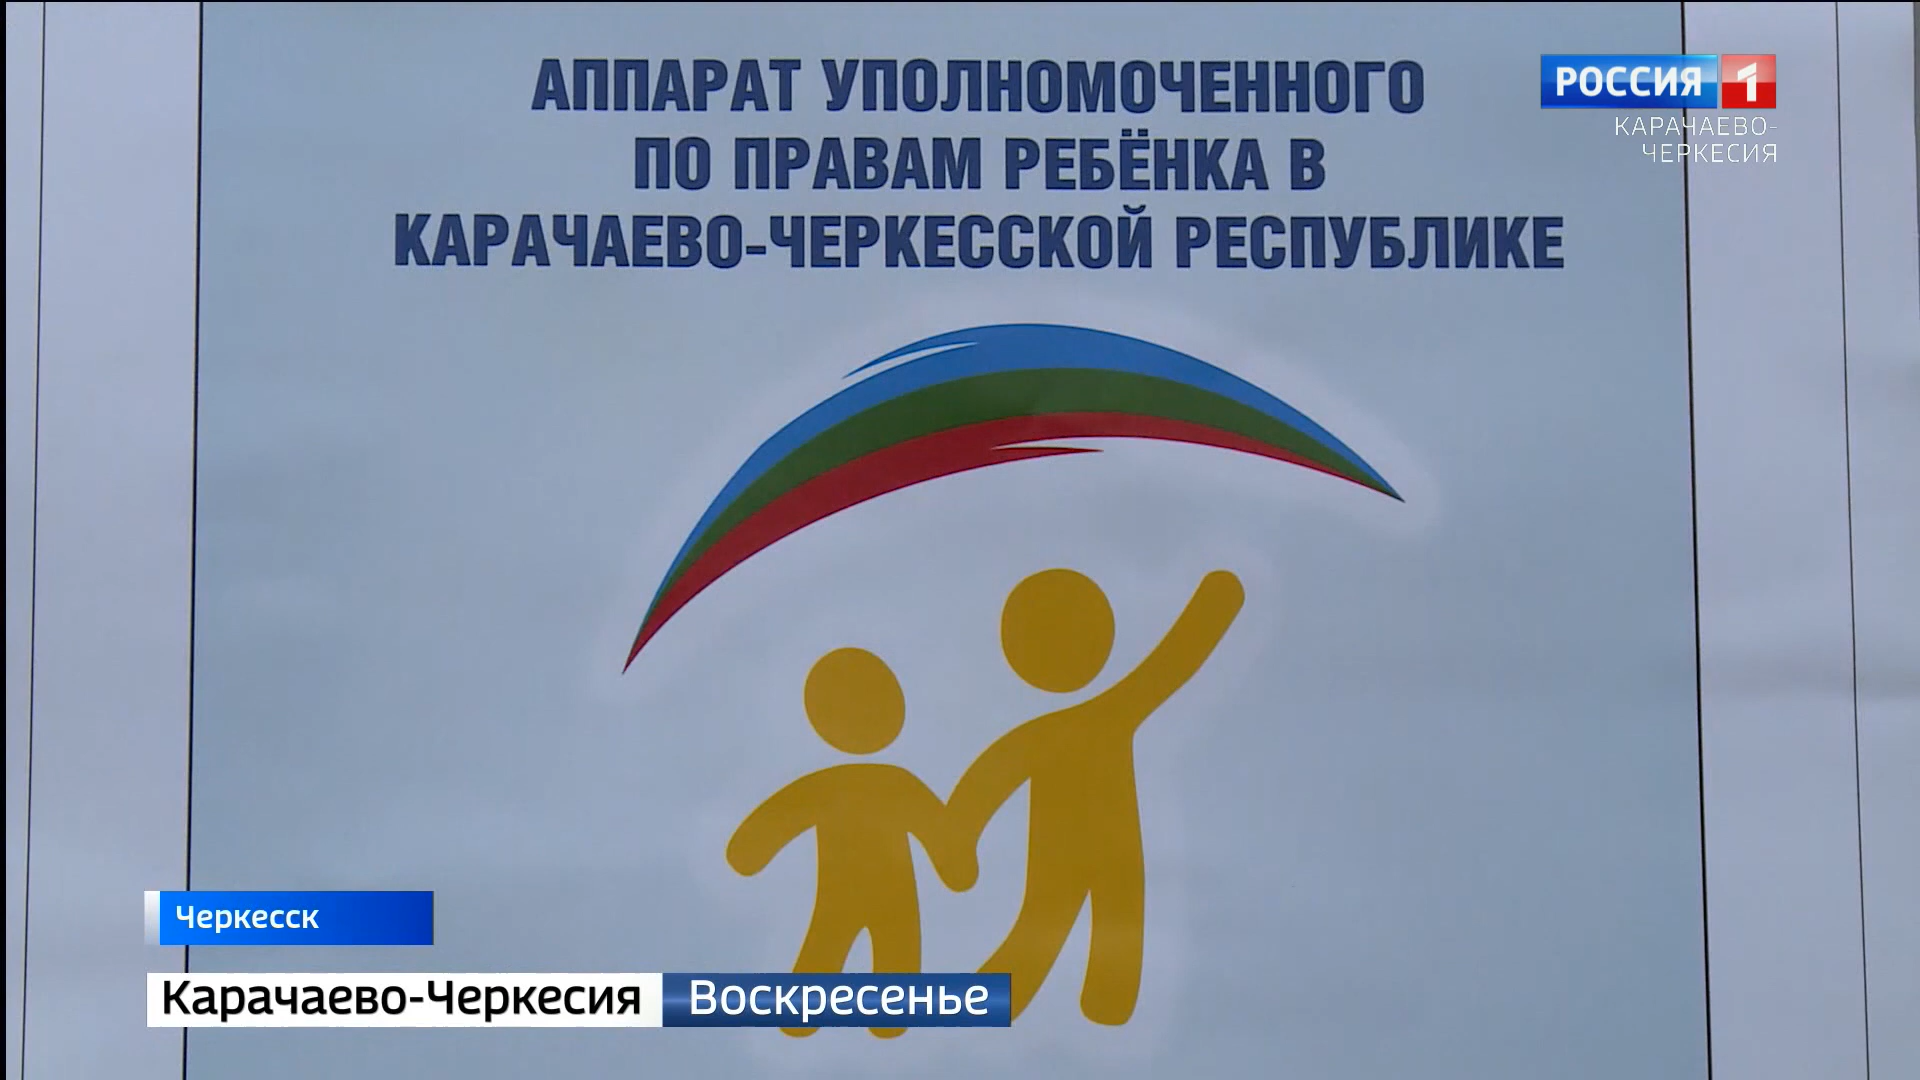 АППАРАТ УПОЛНОМОЧЕННОГО
ПО ПРАВАМ РЕБЁНКА В
КАРАЧАЕВО-ЧЕРКЕССКОЙ РЕСПУБЛИКЕ
РОССИЯ 1
КАРАЧАЕВО-
ЧЕРКЕСИЯ
Черкесск
Карачаево-Черкесия Воскресенье